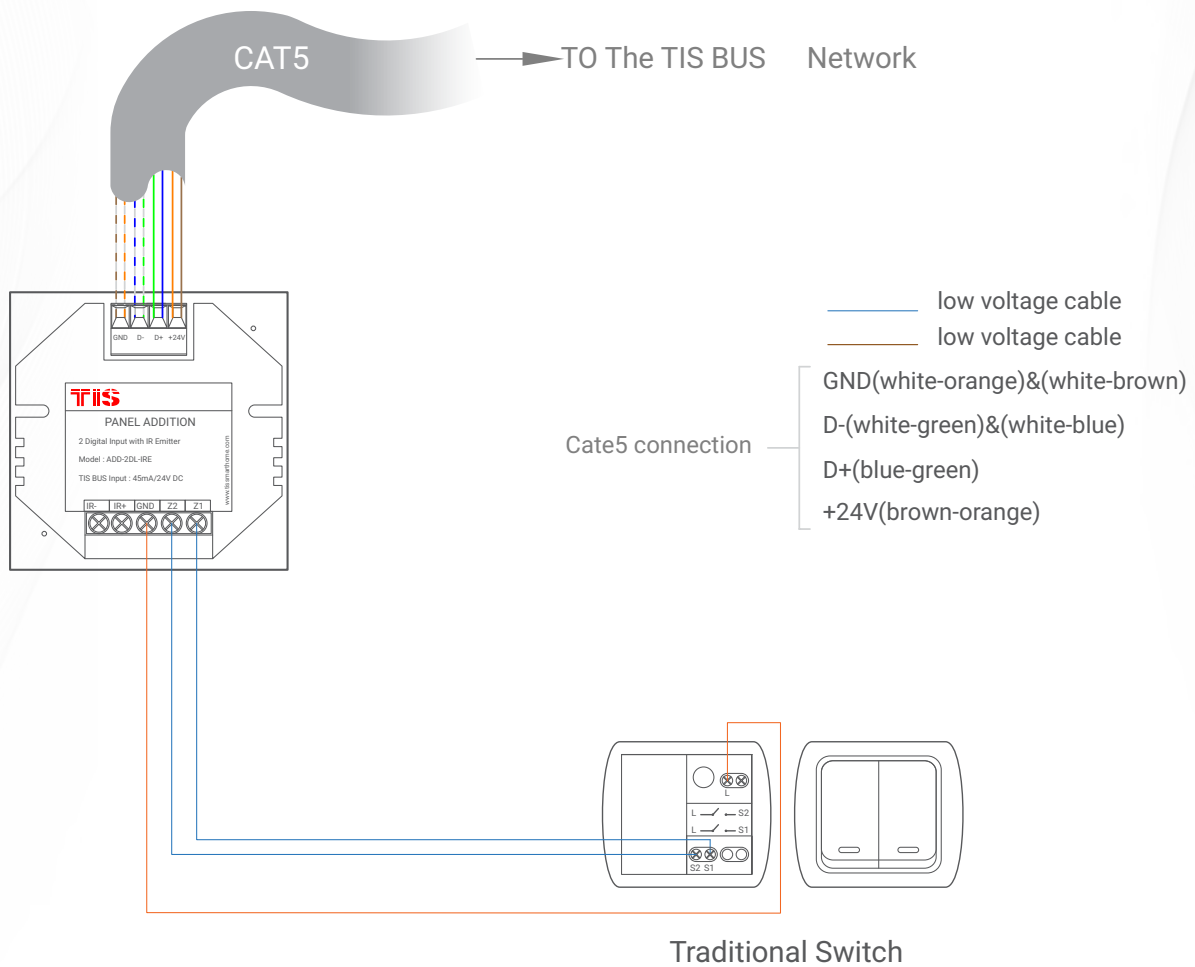 CAT5
TO The TIS BUS Network
GND D- D+ +24V
TIS
PANEL ADDITION
2 Digital Input with IR Emitter
Model : ADD-2DL-IRE
TIS BUS Input : 45mA/24V DC
www.tissmarthome.com
IR- IR+ GND Z2 Z1
low voltage cable
low voltage cable
Cate5 connection
GND(white-orange)&(white-brown)
D-(white-green)&(white-blue)
D+(blue-green)
+24V(brown-orange)
L
L S2
L S1
S2 S1
Traditional Switch